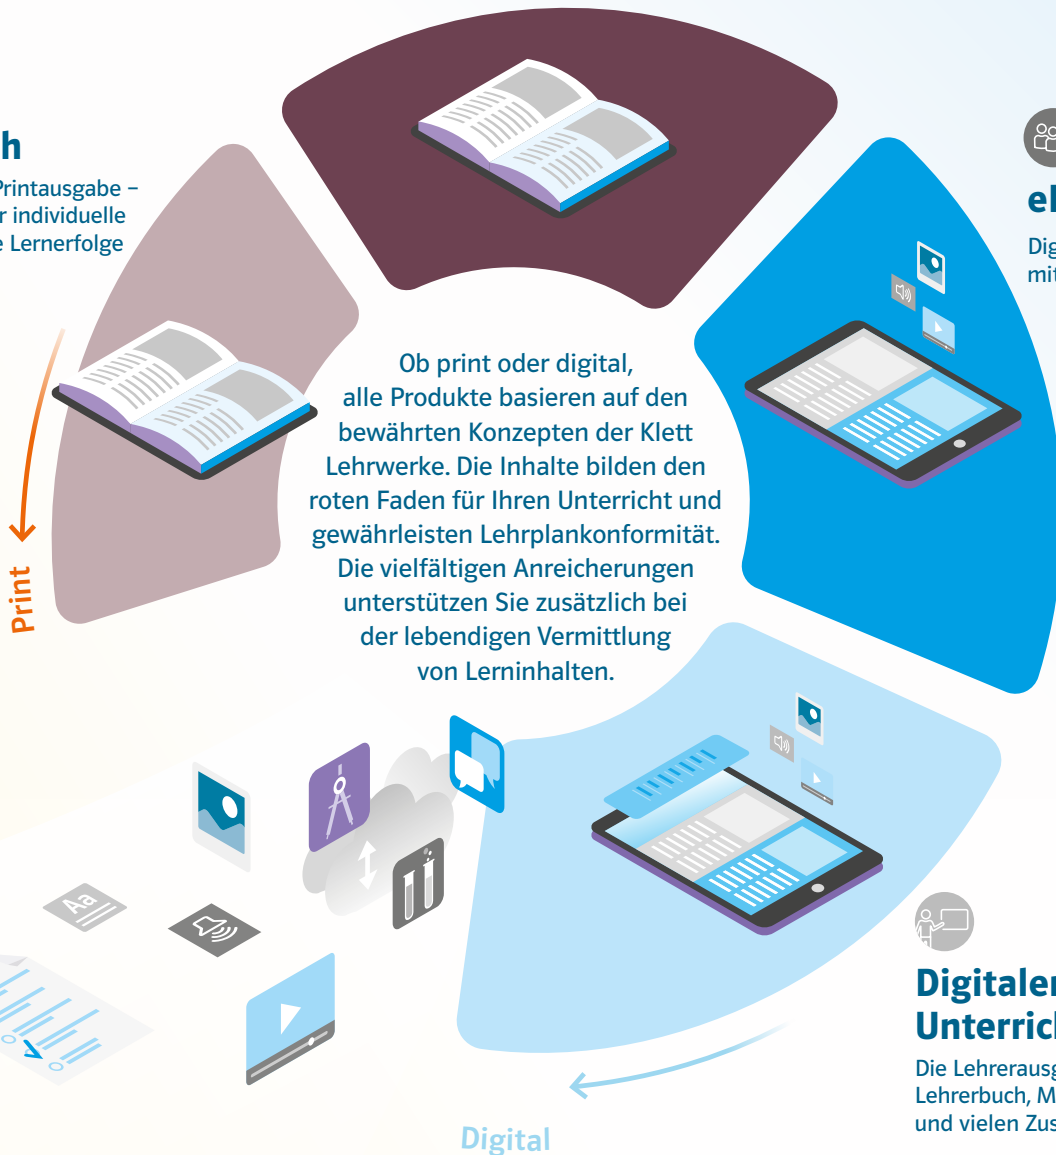 h
Printausgabe –
r individuelle
e Lernerfolge
Print
Ob print oder digital,
alle Produkte basieren auf den
bewährten Konzepten der Klett
Lehrwerke. Die Inhalte bilden den
roten Faden für Ihren Unterricht und
gewährleisten Lehrplankonformität.
Die vielfältigen Anreicherungen
unterstützen Sie zusätzlich bei
der lebendigen Vermittlung
von Lerninhalten.
Dig
mit
Aa
Digitaler
Unterrich
Die Lehrerausg
Lehrerbuch, M
und vielen Zus
Digital